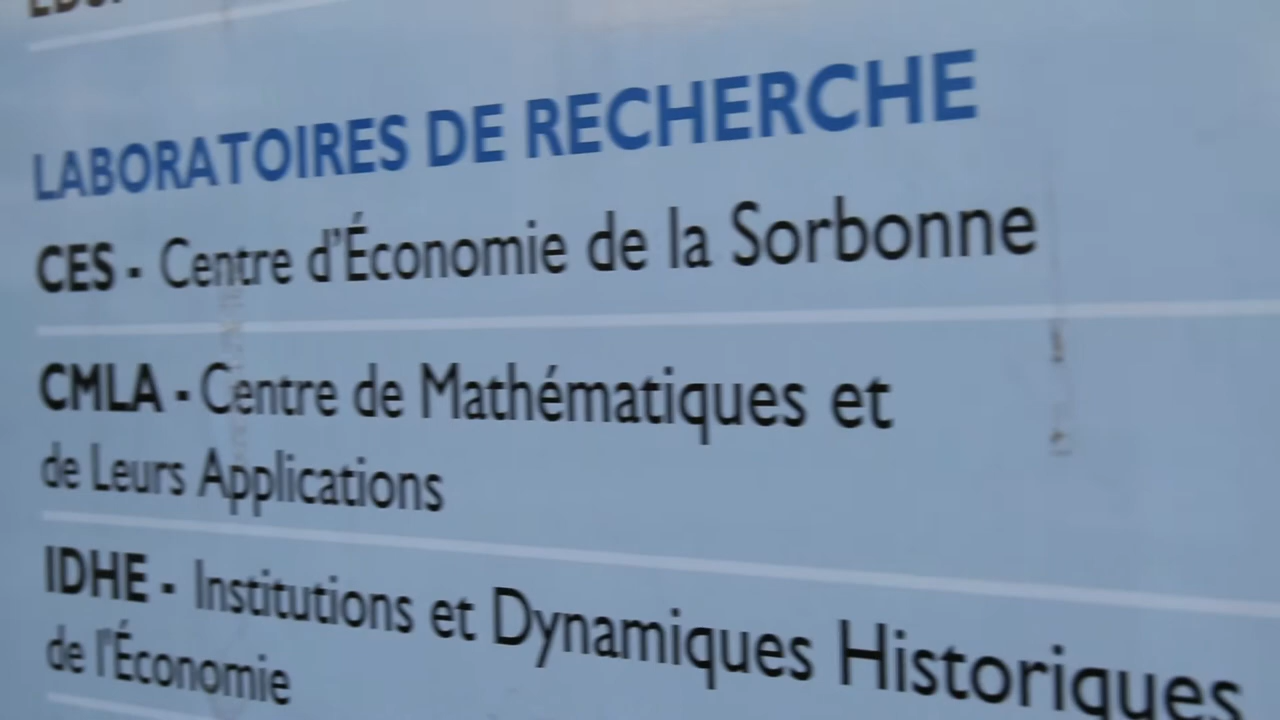 LABORATOIRES DE RECHERCHE
CES - Centre d'Économie de la Sorbonne
CMLA - Centre de Mathématiques et
de Leurs Applications
IDHE - Institutions et Dynamiques Historiques
de l'Économie